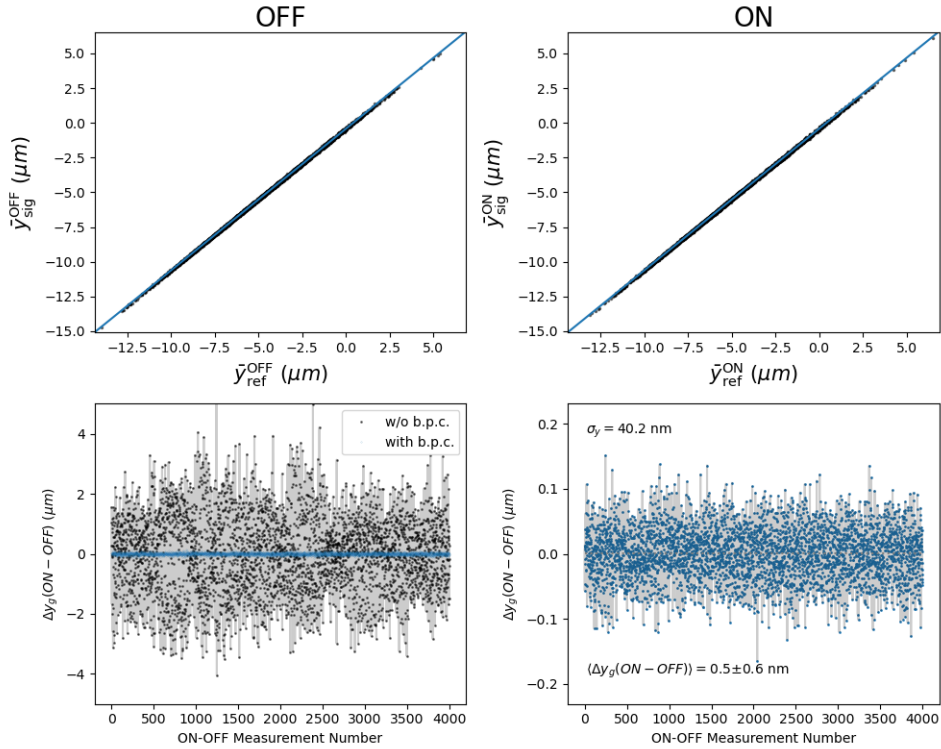 OFF
ON
5.0
2.5
0.0
−2.5
−5.0
−7.5
−10.0
−12.5
−15.0
ȳ_sig^OFF (μm)
−12.5 −10.0 −7.5 −5.0 −2.5 0.0 2.5 5.0
ȳ_ref^OFF (μm)
5.0
2.5
0.0
−2.5
−5.0
−7.5
−10.0
−12.5
−15.0
ȳ_sig^ON (μm)
−12.5 −10.0 −7.5 −5.0 −2.5 0.0 2.5 5.0
ȳ_ref^ON (μm)
4
2
0
−2
−4
Δy_g(ON − OFF) (μm)
w/o b.p.c.
with b.p.c.
0 500 1000 1500 2000 2500 3000 3500 4000
ON-OFF Measurement Number
0.2
0.1
0.0
−0.1
−0.2
Δy_g(ON − OFF) (μm)
σ_y = 40.2 nm
⟨Δy_g(ON − OFF)⟩ = 0.5±0.6 nm
0 500 1000 1500 2000 2500 3000 3500 4000
ON-OFF Measurement Number